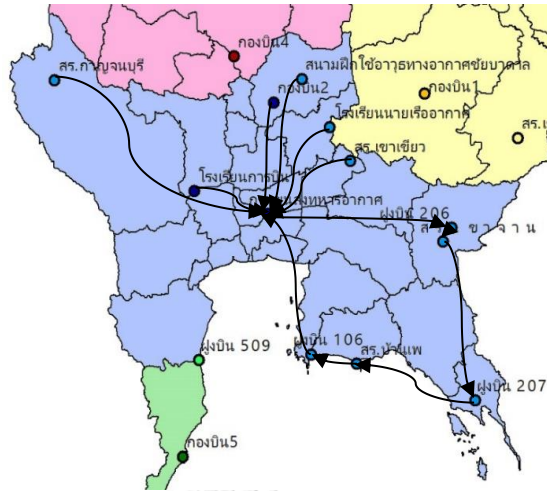 กองบิน4
สนามฝึกใช้อาวุธทางอากาศชัยบาดาล
สร.กาญจนบุรี
กองบิน2
กองบิน1
โรงเรียนนายเรืออากาศ
สร.เขาเขียว
โรงเรียนการบิน
ฝูงบิน 206
ฝูงบิน 106
สร.บ้านเพ
ฝูงบิน 509
ฝูงบิน 207
กองบิน5